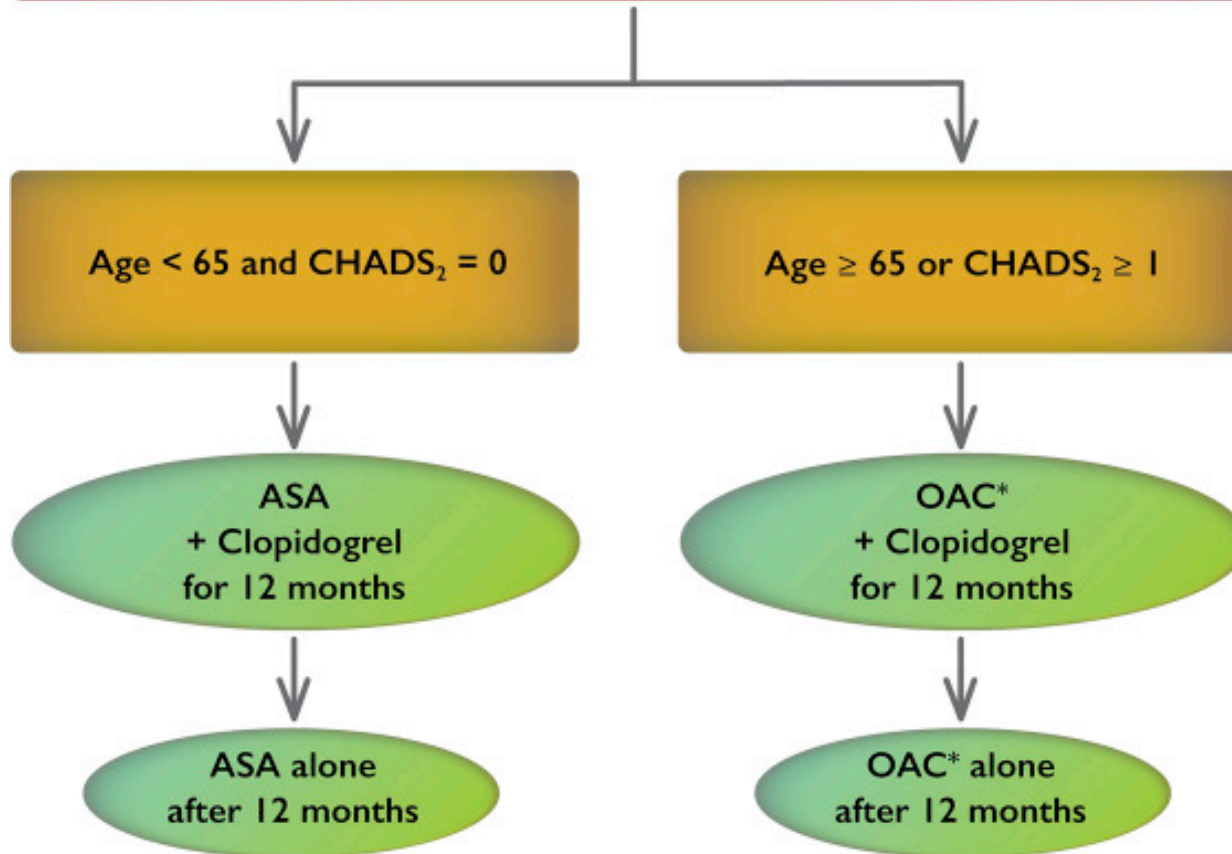 Age < 65 and CHADS₂ = 0
Age ≥ 65 or CHADS₂ ≥ 1
ASA
+ Clopidogrel
for 12 months
OAC*
+ Clopidogrel
for 12 months
ASA alone
after 12 months
OAC* alone
after 12 months